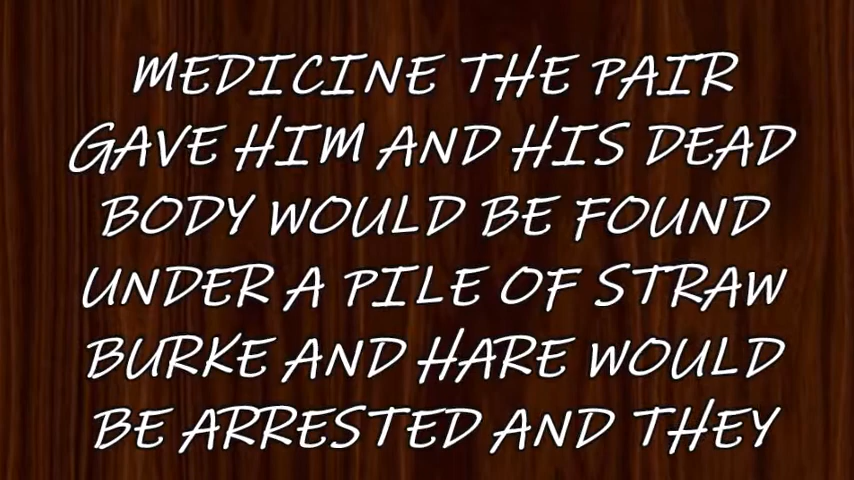 MEDICINE THE PAIR
GAVE HIM AND HIS DEAD
BODY WOULD BE FOUND
UNDER A PILE OF STRAW
BURKE AND HARE WOULD
BE ARRESTED AND THEY